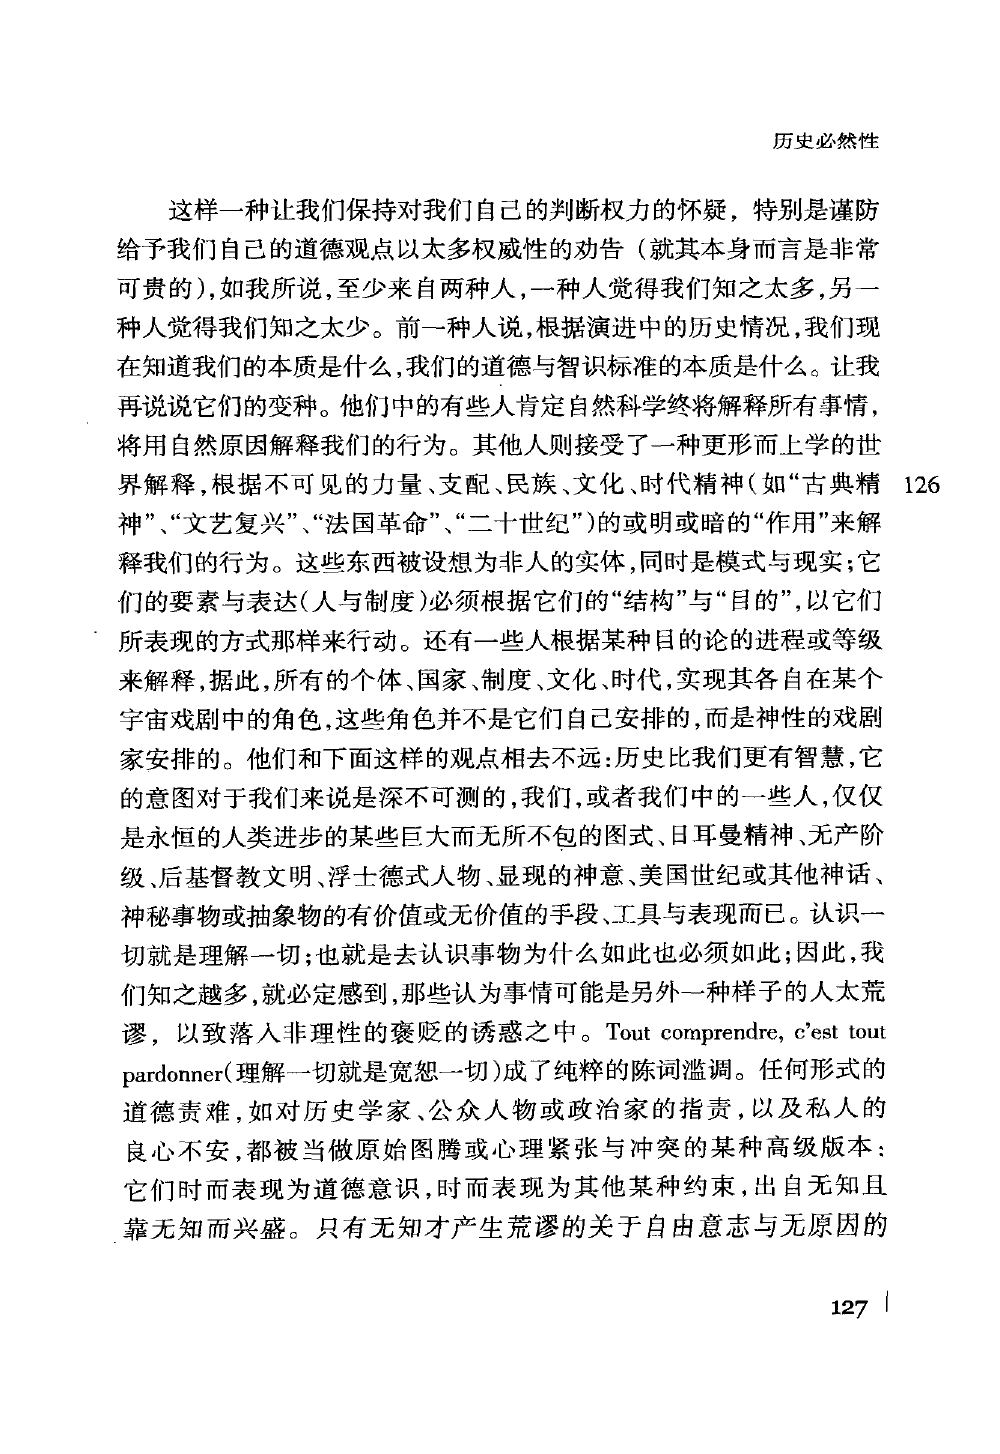 历史必然性
这样一种让我们保持对我们自己的判断权力的怀疑，特别是谨防
给予我们自己的道德观点以太多权威性的劝告（就其本身而言是非常
可贵的），如我所说，至少来自两种人，一种人觉得我们知之太多，另一
种人觉得我们知之太少。前一种人说，根据演进中的历史情况，我们现
在知道我们的本质是什么，我们的道德与智识标准的本质是什么。让我
再说说它们的变种。他们中的有些人肯定自然科学终将解释所有事情，
将用自然原因解释我们的行为。其他人则接受了一种更形而上学的世
界解释，根据不可见的力量、支配、民族、文化、时代精神（如“古典精 126
神”、“文艺复兴”、“法国革命”、“二十世纪”）的或明或暗的“作用”来解
释我们的行为。这些东西被设想为非人的实体，同时是模式与现实；它
们的要素与表达（人与制度）必须根据它们的“结构”与“目的”，以它们
所表现的方式那样来行动。还有一些人根据某种目的论的进程或等级
来解释，据此，所有的个体、国家、制度、文化、时代，实现其各自在某个
宇宙戏剧中的角色，这些角色并不是它们自己安排的，而是神性的戏剧
家安排的。他们和下面这样的观点相去不远：历史比我们更有智慧，它
的意图对于我们来说是深不可测的，我们，或者我们中的一些人，仅仅
是永恒的人类进步的某些巨大而无所不包的图式、日耳曼精神、无产阶
级、后基督教文明、浮士德式人物、显现的神意、美国世纪或其他神话、
神秘事物或抽象物的有价值或无价值的手段、工具与表现而已。认识一
切就是理解一切；也就是去认识事物为什么如此也必须如此；因此，我
们知之越多，就必定感到，那些认为事情可能是另外一种样子的人太荒
谬，以致落入非理性的褒贬的诱惑之中。Tout comprendre, c’est tout
pardonner（理解一切就是宽恕一切）成了纯粹的陈词滥调。任何形式的
道德责难，如对历史学家、公众人物或政治家的指责，以及私人的
良心不安，都被当做原始图腾或心理紧张与冲突的某种高级版本：
它们时而表现为道德意识，时而表现为其他某种约束，出自无知且
靠无知而兴盛。只有无知才产生荒谬的关于自由意志与无原因的
127